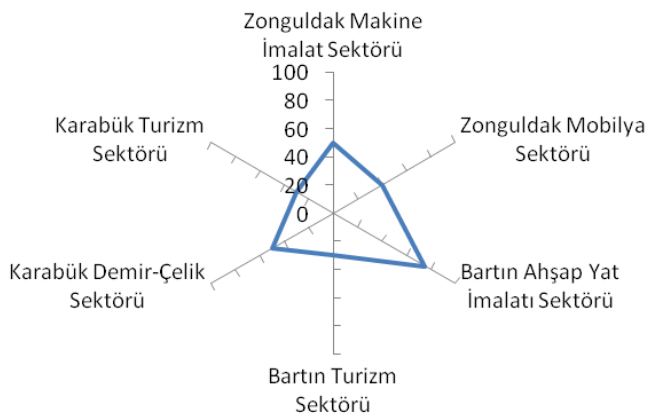 Zonguldak Makine
İmalat Sektörü
100
80
60
40
20
0
Zonguldak Mobilya
Sektörü
Bartın Ahşap Yat
İmalatı Sektörü
Bartın Turizm
Sektörü
Karabük Demir-Çelik
Sektörü
Karabük Turizm
Sektörü